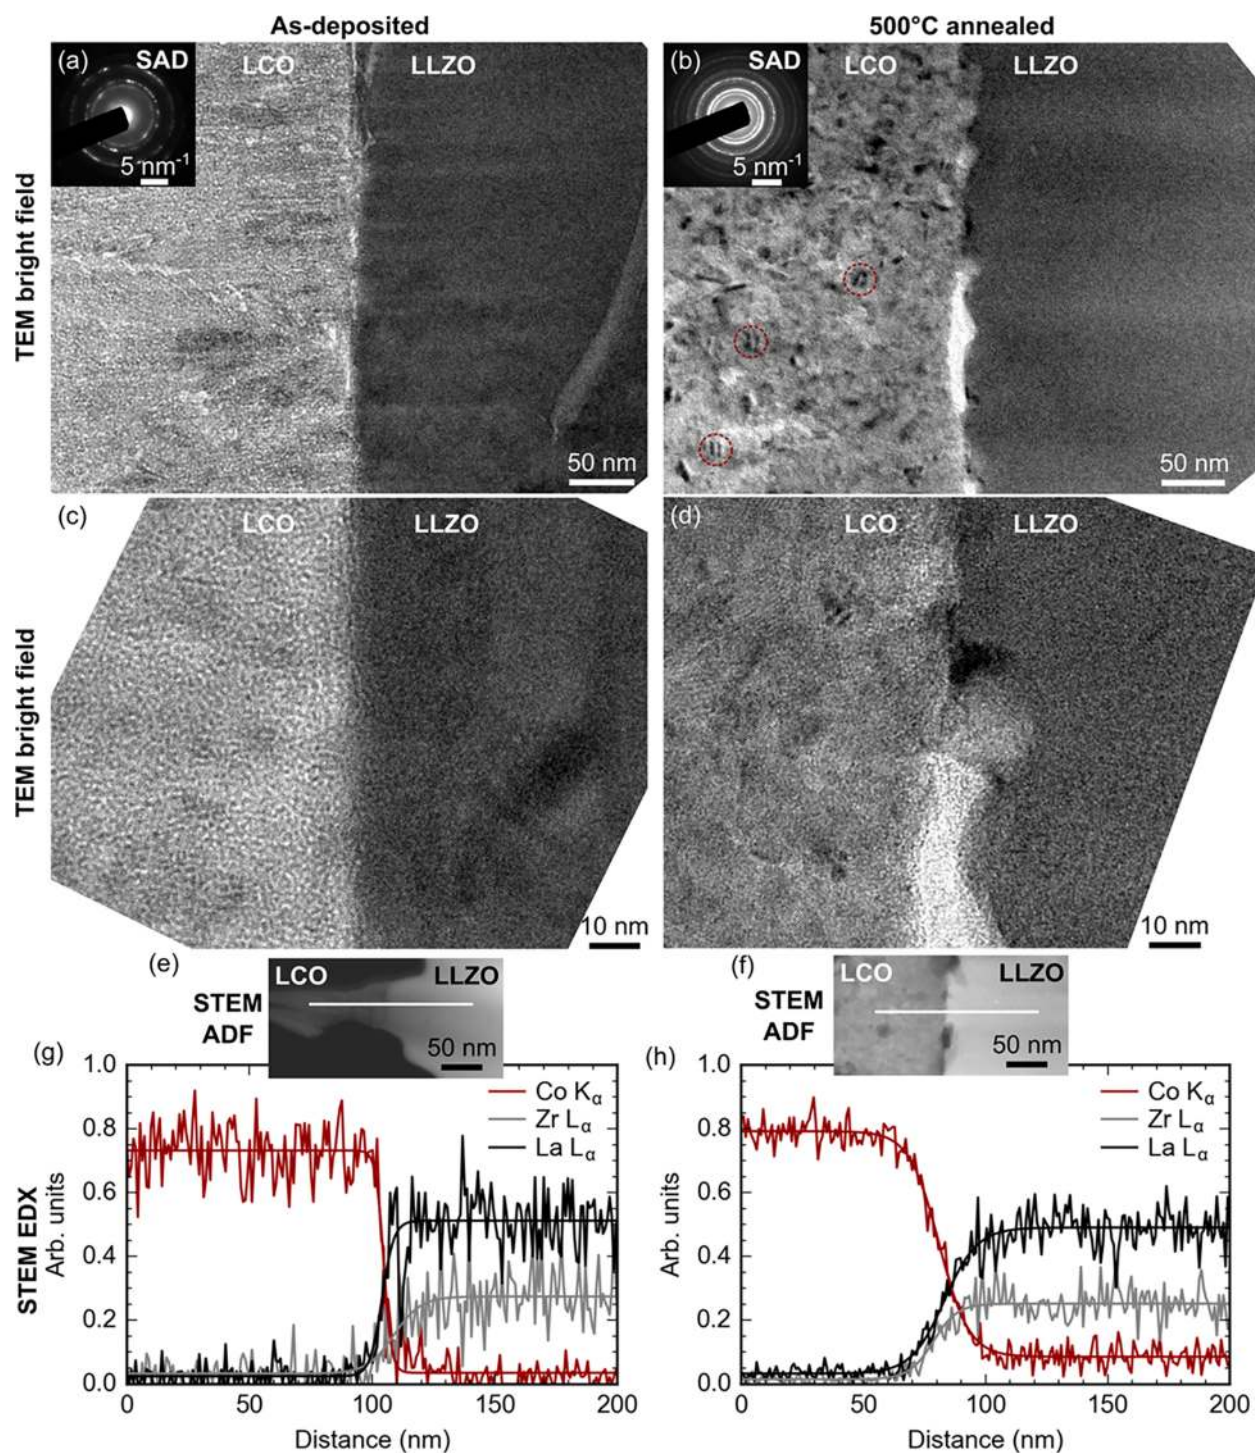 As-deposited
500°C annealed
TEM bright field
(a)
SAD
5 nm⁻¹
LCO
LLZO
50 nm
(b)
SAD
5 nm⁻¹
LCO
LLZO
50 nm
TEM bright field
(c)
LCO
LLZO
10 nm
(d)
LCO
LLZO
10 nm
(e)
STEM
ADF
LCO
LLZO
50 nm
(f)
STEM
ADF
LCO
LLZO
50 nm
STEM EDX
(g)
Arb. units
1.0
0.8
0.6
0.4
0.2
0.0
Co Kα
Zr Lα
La Lα
0 50 100 150 200
Distance (nm)
(h)
Arb. units
1.0
0.8
0.6
0.4
0.2
0.0
Co Kα
Zr Lα
La Lα
0 50 100 150 200
Distance (nm)